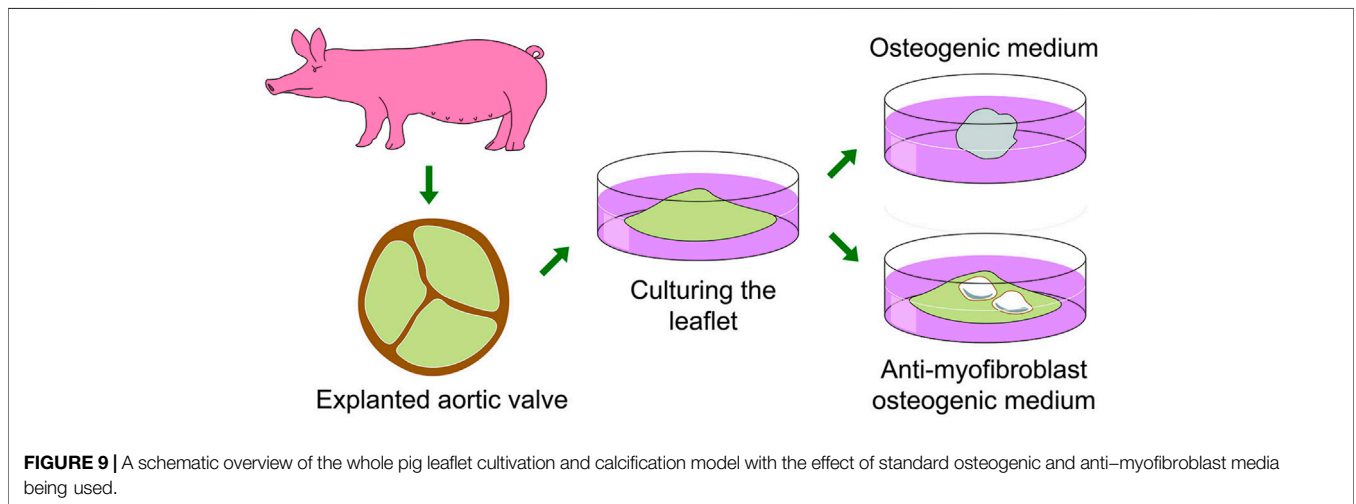 Osteogenic medium
Culturing the
leaflet
Explanted aortic valve
Anti-myofibroblast
osteogenic medium
FIGURE 9 | A schematic overview of the whole pig leaflet cultivation and calcification model with the effect of standard osteogenic and anti–myofibroblast media
being used.